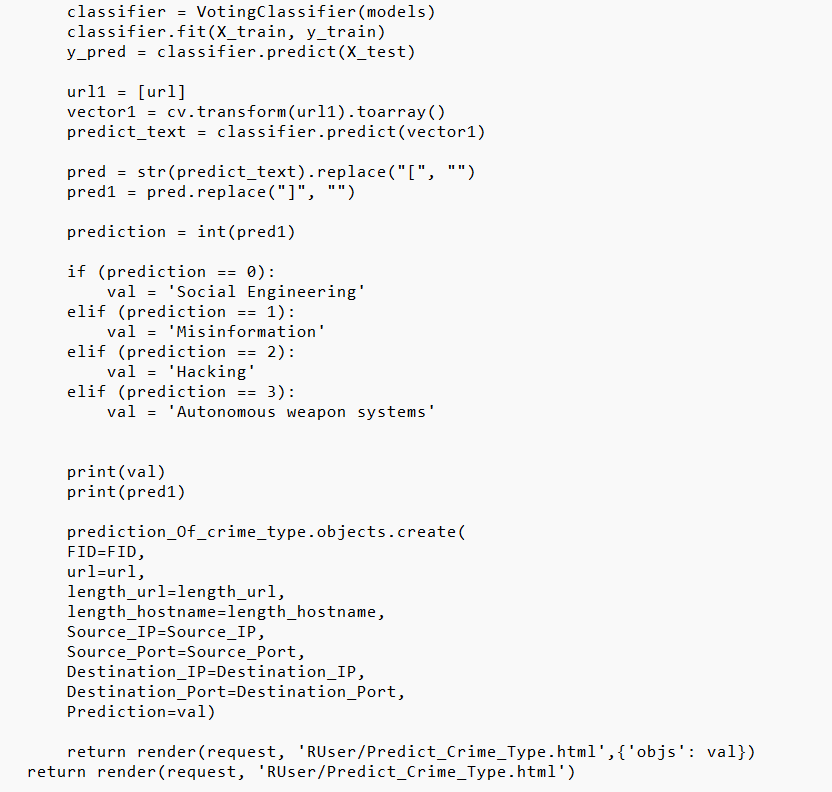 classifier = VotingClassifier(models)
    classifier.fit(X_train, y_train)
    y_pred = classifier.predict(X_test)

    url1 = [url]
    vector1 = cv.transform(url1).toarray()
    predict_text = classifier.predict(vector1)

    pred = str(predict_text).replace("[", "")
    pred1 = pred.replace("]", "")

    prediction = int(pred1)

    if (prediction == 0):
        val = 'Social Engineering'
    elif (prediction == 1):
        val = 'Misinformation'
    elif (prediction == 2):
        val = 'Hacking'
    elif (prediction == 3):
        val = 'Autonomous weapon systems'


    print(val)
    print(pred1)

    prediction_Of_crime_type.objects.create(
    FID=FID,
    url=url,
    length_url=length_url,
    length_hostname=length_hostname,
    Source_IP=Source_IP,
    Source_Port=Source_Port,
    Destination_IP=Destination_IP,
    Destination_Port=Destination_Port,
    Prediction=val)

    return render(request, 'RUser/Predict_Crime_Type.html',{'objs': val})
return render(request, 'RUser/Predict_Crime_Type.html')